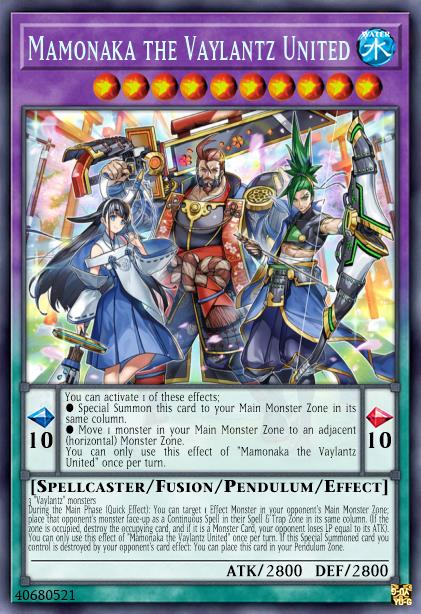 MAMONAKA THE VAYLANTZ UNITED
WATER
水
You can activate 1 of these effects;
● Special Summon this card to your Main Monster Zone in its
same column.
● Move 1 monster in your Main Monster Zone to an adjacent
(horizontal) Monster Zone.
You can only use this effect of "Mamonaka the Vaylantz
United" once per turn.
10
10
[SPELLCASTER/FUSION/PENDULUM/EFFECT]
3 "Vaylantz" monsters
During the Main Phase (Quick Effect): You can target 1 Effect Monster in your opponent's Main Monster Zone;
place that opponent's monster face-up as a Continuous Spell in their Spell & Trap Zone in its same column. (If the
zone is occupied, destroy the occupying card, and if it is a Monster Card, your opponent loses LP equal to its ATK).
You can only use this effect of "Mamonaka the Vaylantz United" once per turn. If this Special Summoned card you
control is destroyed by your opponent's card effect: You can place this card in your Pendulum Zone.
ATK/2800 DEF/2800
40680521